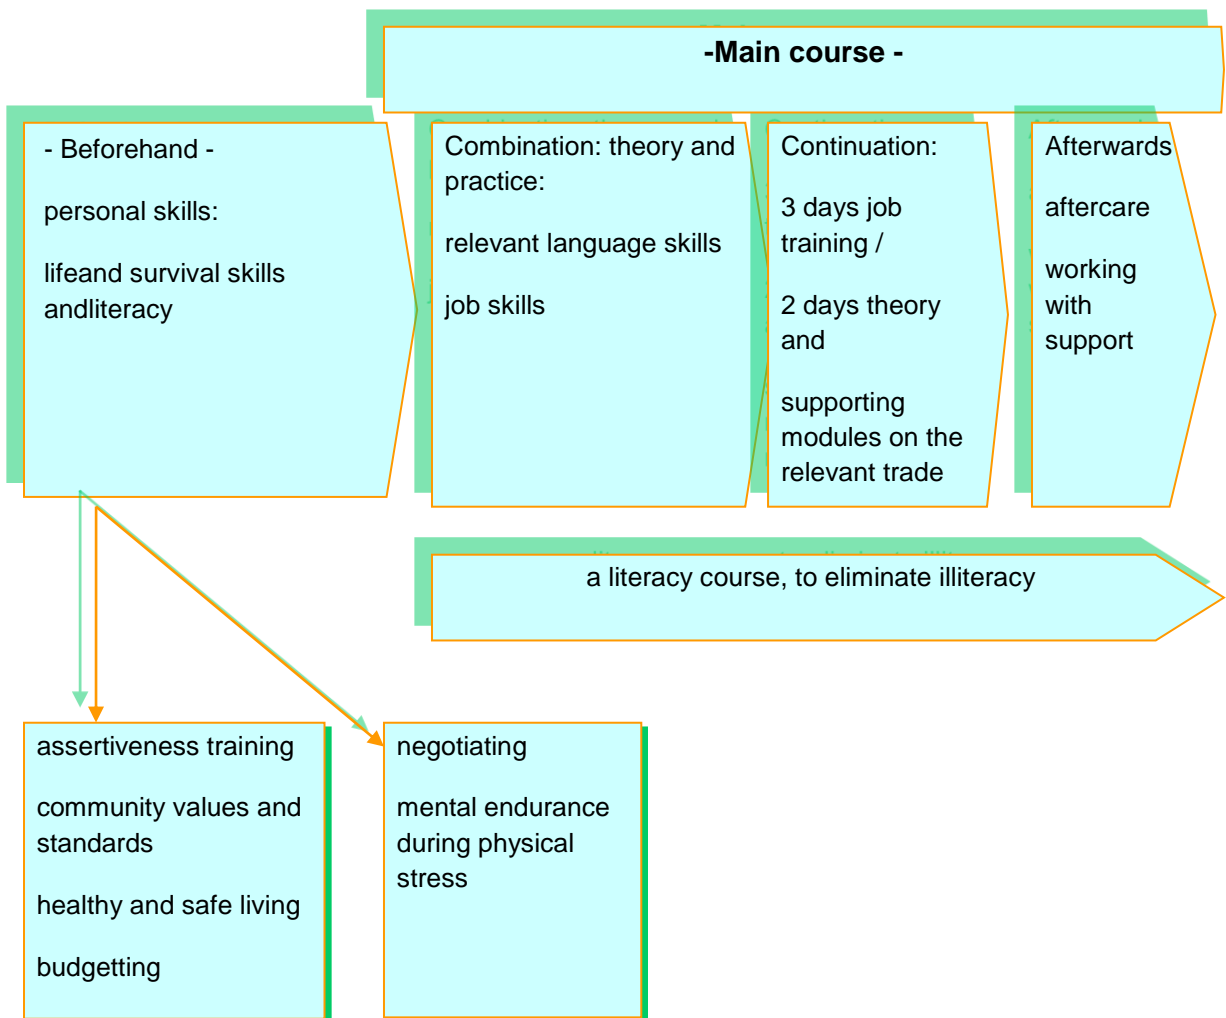 -Main course -
- Beforehand -
personal skills:
lifeand survival skills
andliteracy
Combination: theory and
practice:
relevant language skills
job skills
Continuation:
3 days job
training /
2 days theory
and
supporting
modules on the
relevant trade
Afterwards
aftercare
working
with
support
a literacy course, to eliminate illiteracy
assertiveness training
community values and
standards
healthy and safe living
budgetting
negotiating
mental endurance
during physical
stress